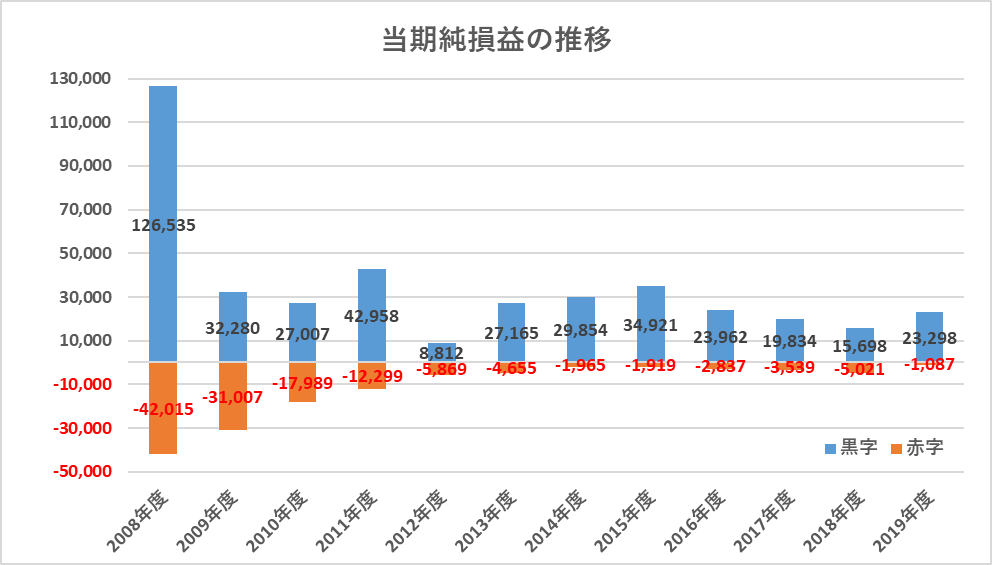 当期純損益の推移
130,000
110,000
90,000
70,000
50,000
30,000
10,000
-10,000
-30,000
-50,000
126,535
32,280
27,007
42,958
8,812
27,165
29,854
34,921
23,962
19,834
15,698
23,298
-42,015
-31,007
-17,989
-12,299
-5,869
-4,655
-1,965
-1,919
-2,837
-3,539
-5,021
-1,087
黒字
赤字
2008年度
2009年度
2010年度
2011年度
2012年度
2013年度
2014年度
2015年度
2016年度
2017年度
2018年度
2019年度